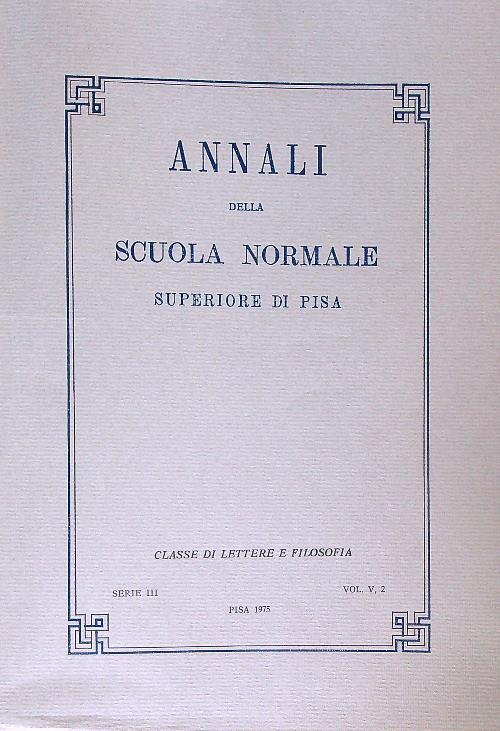 ANNALI
DELLA
SCUOLA NORMALE
SUPERIORE DI PISA
CLASSE DI LETTERE E FILOSOFIA
SERIE III
VOL. V, 2
PISA 1975